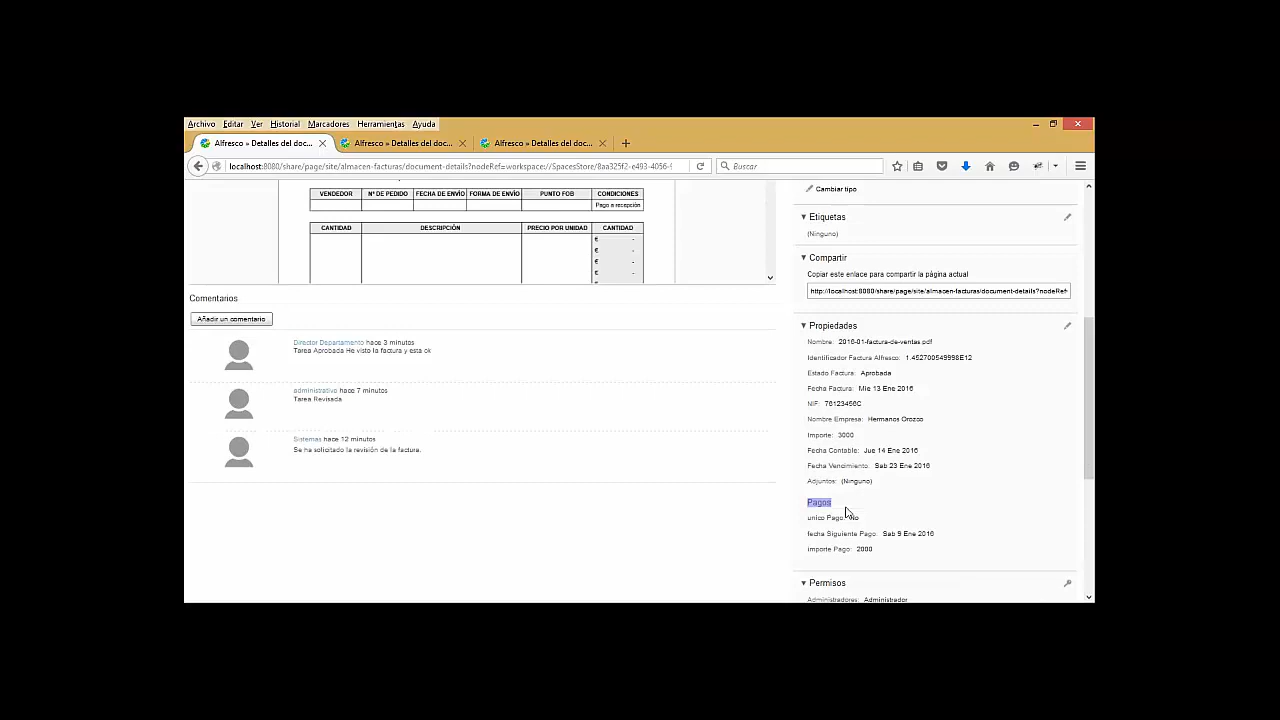 Archivo Editar Ver Historial Marcadores Herramientas Ayuda
Alfresco » Detalles del doc... Alfresco » Detalles del doc... Alfresco » Detalles del doc...
localhost:8080/share/page/site/almacen-facturas/document-details?nodeRef=workspace://SpacesStore/8aa325f2-e493-4056-9 Buscar
VENDEDOR Nº DE PEDIDO FECHA DE ENVÍO FORMA DE ENVÍO PUNTO FOB CONDICIONES
Pago a recepción
CANTIDAD DESCRIPCIÓN PRECIO POR UNIDAD CANTIDAD
€ -
€ -
€ -
€ -
Comentarios
Añadir un comentario
Director Departamento hace 3 minutos
Tarea Aprobada He visto la factura y esta ok
administrativo hace 7 minutos
Tarea Revisada
Sistemas hace 12 minutos
Se ha solicitado la revisión de la factura.
Cambiar tipo
Etiquetas
(Ninguno)
Compartir
Copiar este enlace para compartir la página actual
http://localhost:8080/share/page/site/almacen-facturas/document-details?nodeRef
Propiedades
Nombre: 2016-01-factura-de-ventas.pdf
Identificador Factura Alfresco: 1.452700549998E12
Estado Factura: Aprobada
Fecha Factura: Mie 13 Ene 2016
NIF: 76123456C
Nombre Empresa: Hermanos Orozco
Importe: 3000
Fecha Contable: Jue 14 Ene 2016
Fecha Vencimiento: Sab 23 Ene 2016
Adjuntos: (Ninguno)
Pagos
unico Pago: No
fecha Siguiente Pago: Sab 9 Ene 2016
importe Pago: 2000
Permisos
Administradores: Administrador